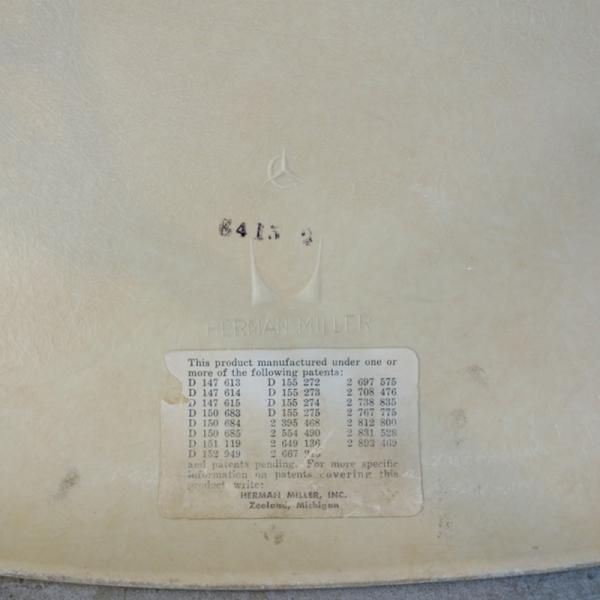 HERMAN MILLER
This product manufactured under one or
more of the following patents:
D 147 613 D 155 272 2 697 575
D 147 614 D 155 273 2 708 476
D 147 615 D 155 274 2 738 835
D 150 683 D 155 275 2 767 775
D 150 684 2 395 468 2 812 800
D 150 685 2 554 490 2 831 528
D 151 119 2 649 136 2 893 469
D 152 949 2 667
and patents pending. For more specific
information on patents covering this
product write:
HERMAN MILLER, INC.
Zeeland, Michigan